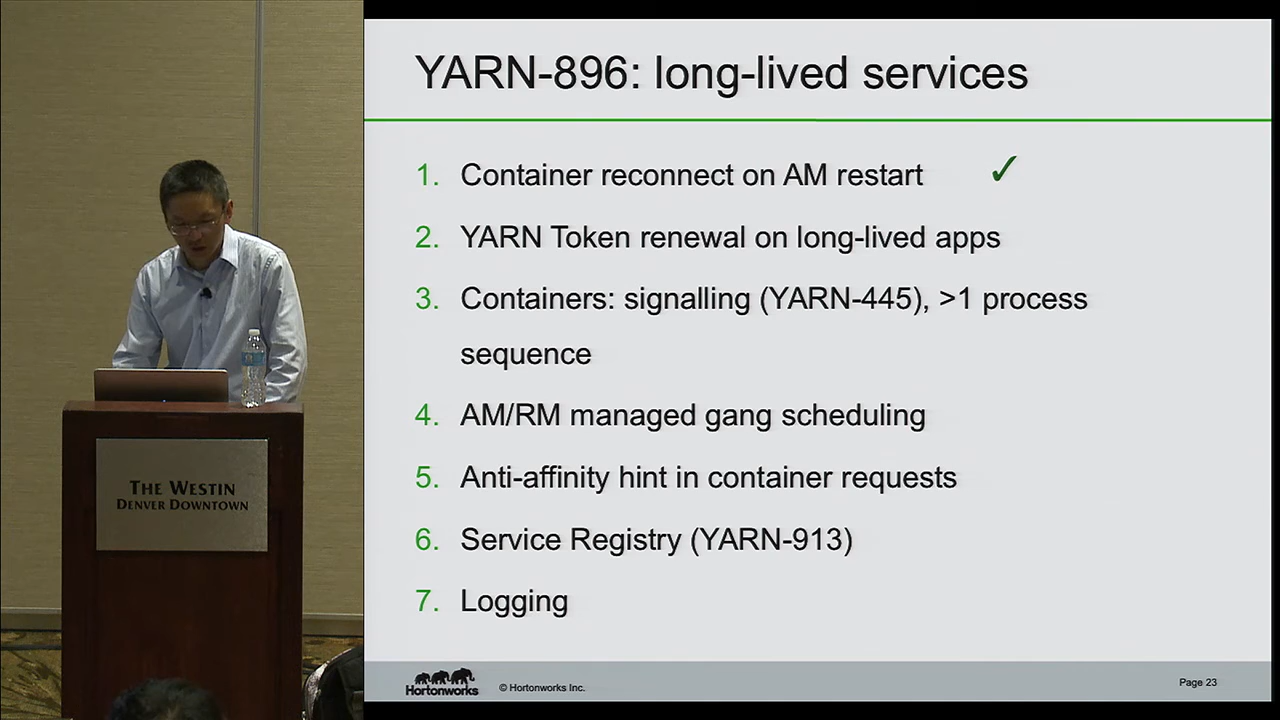 YARN-896: long-lived services
1. Container reconnect on AM restart ✓
2. YARN Token renewal on long-lived apps
3. Containers: signalling (YARN-445), >1 process
sequence
4. AM/RM managed gang scheduling
5. Anti-affinity hint in container requests
6. Service Registry (YARN-913)
7. Logging
Hortonworks
© Hortonworks Inc.
Page 23
THE WESTIN
DENVER DOWNTOWN